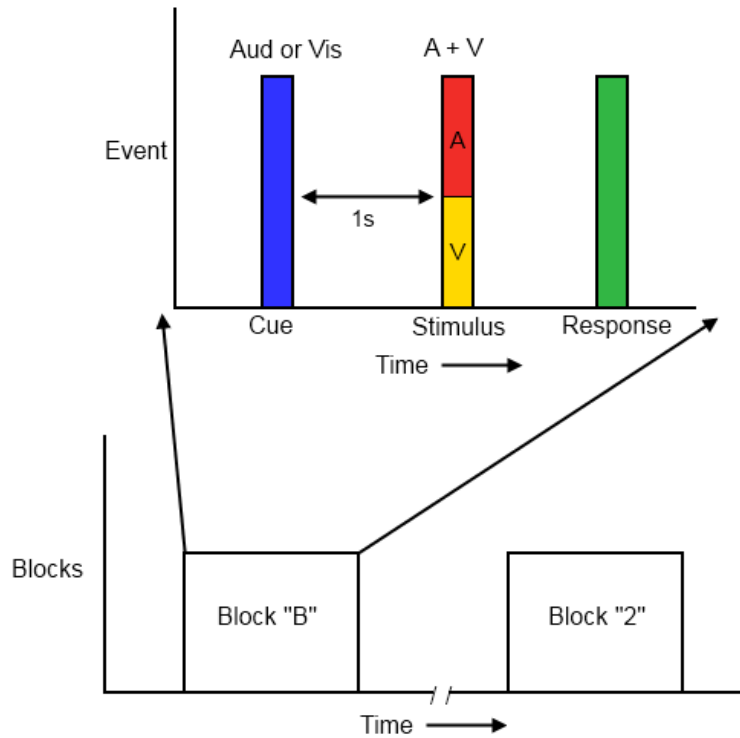 Aud or Vis
A + V
Event
A
1s
V
Cue
Stimulus
Response
Time
Blocks
Block "B"
Block "2"
//
Time